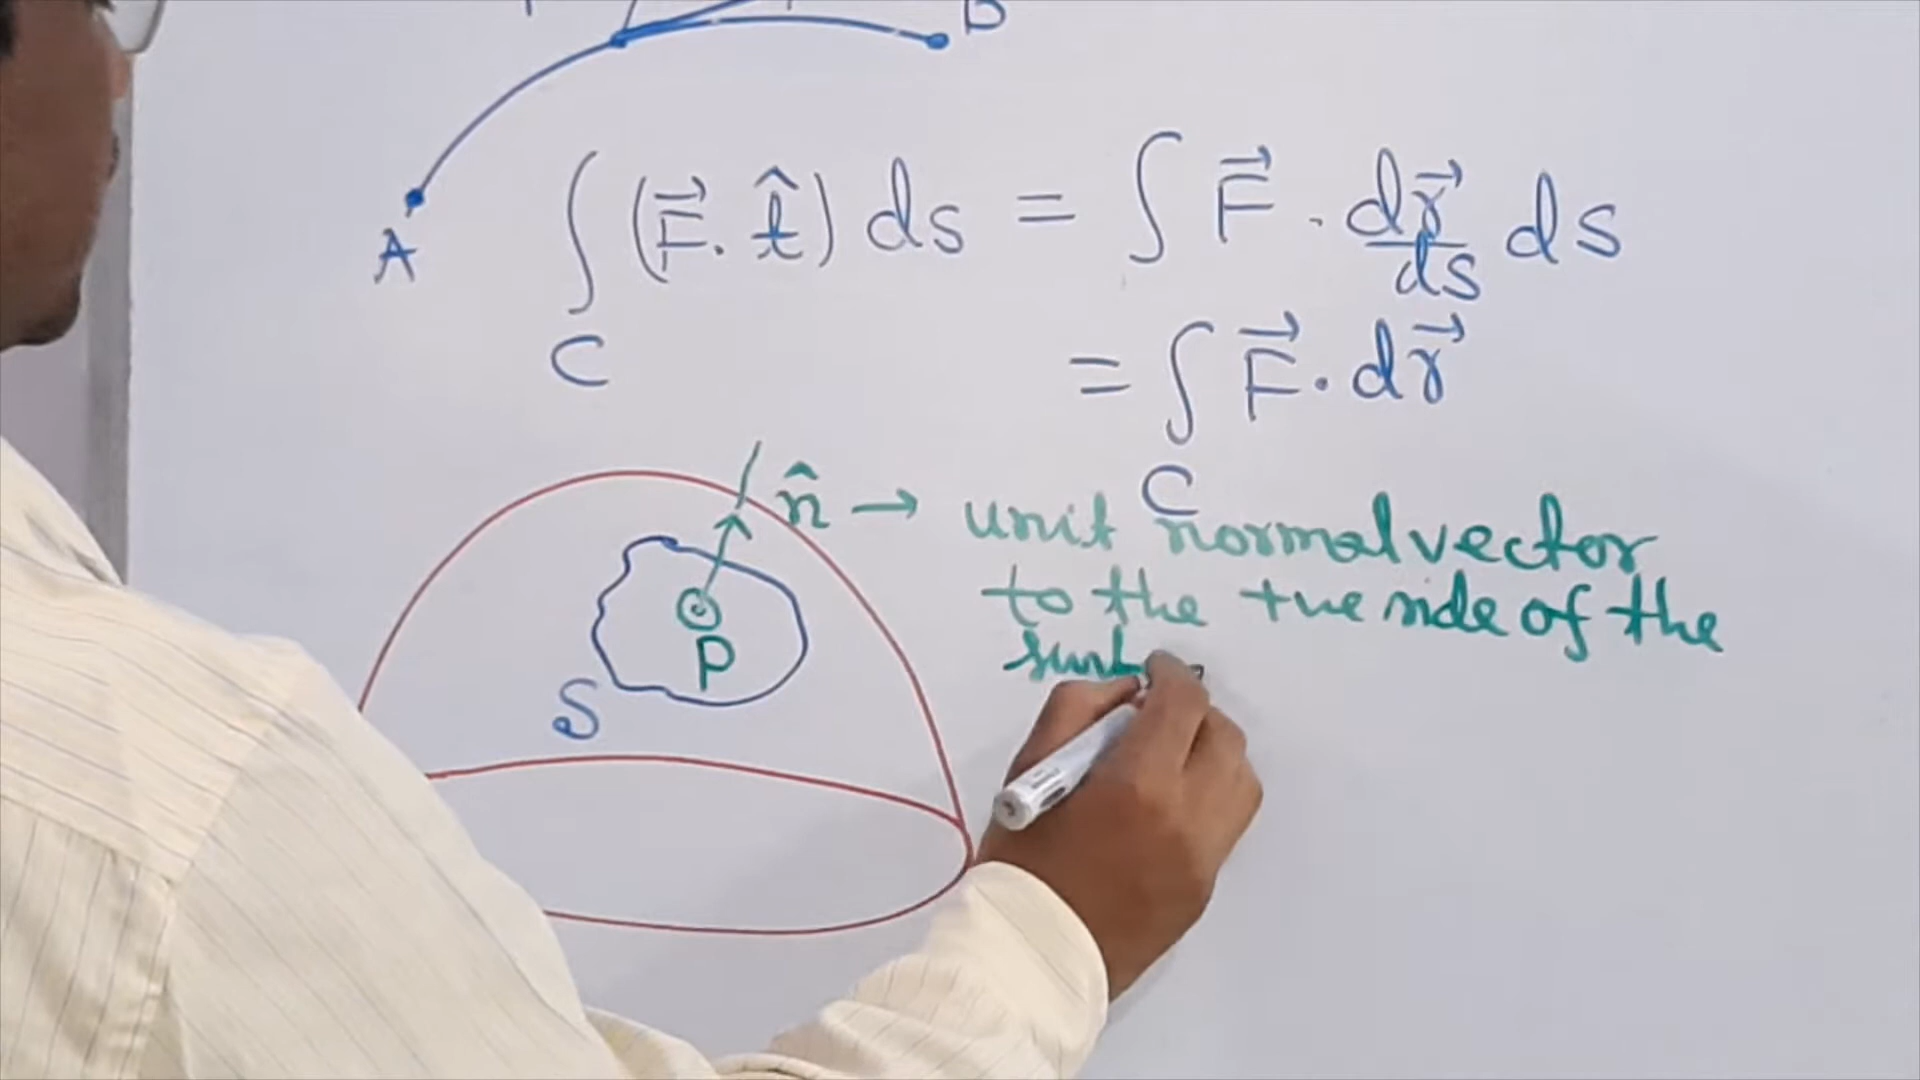 A
∫ (F⃗ . t̂) ds = ∫ F⃗ . dr⃗/ds ds
C
= ∫ F⃗ . dr⃗
C
n̂ → unit normal vector
to the +ve side of the
P
S